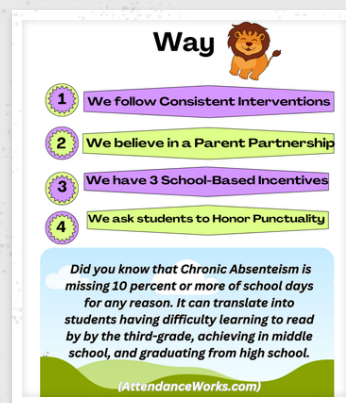 Way
1 We follow Consistent Interventions
2 We believe in a Parent Partnership
3 We have 3 School-Based Incentives
4 We ask students to Honor Punctuality
Did you know that Chronic Absenteism is
missing 10 percent or more of school days
for any reason. It can translate into
students having difficulty learning to read
by by the third-grade, achieving in middle
school, and graduating from high school.
(AttendanceWorks.com)